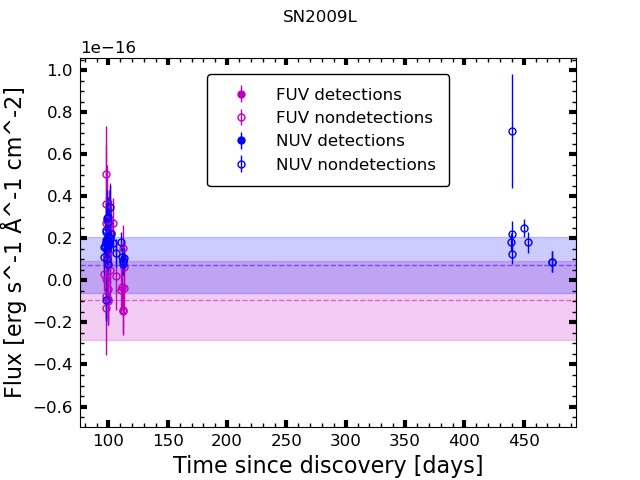 SN2009L
1e−16
1.0
0.8
0.6
0.4
0.2
0.0
−0.2
−0.4
−0.6
Flux [erg s^-1 Å^-1 cm^-2]
FUV detections
FUV nondetections
NUV detections
NUV nondetections
100 150 200 250 300 350 400 450
Time since discovery [days]